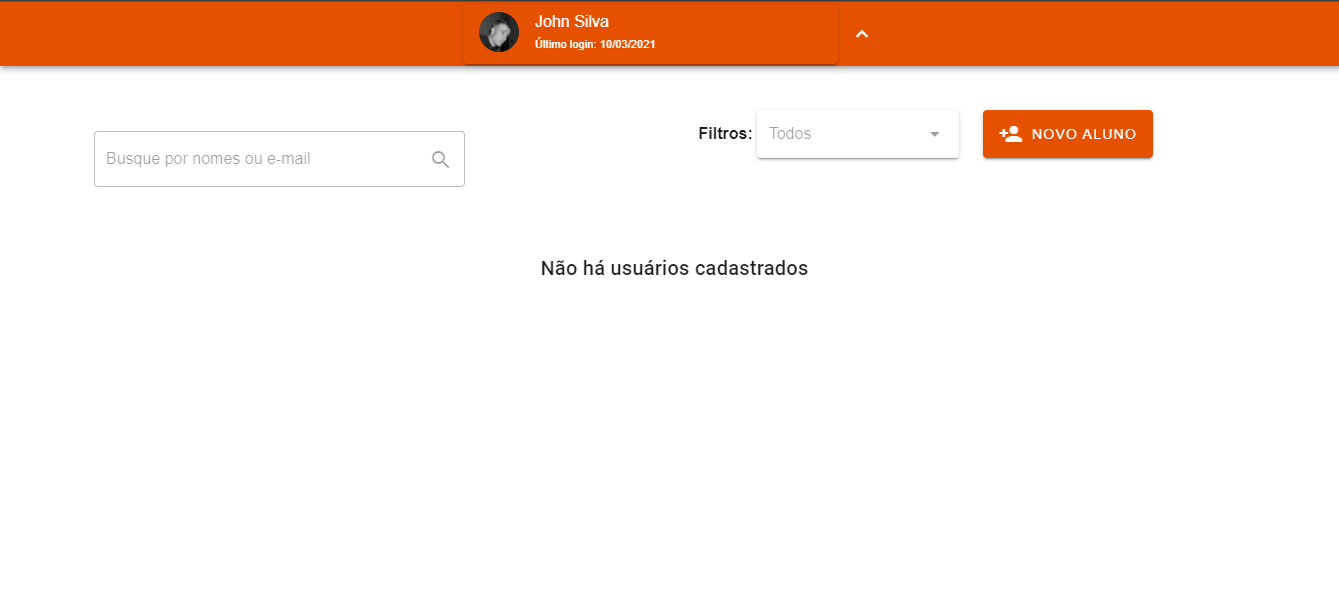 John Silva
Último login: 10/03/2021
Busque por nomes ou e-mail
Filtros: Todos
NOVO ALUNO
Não há usuários cadastrados